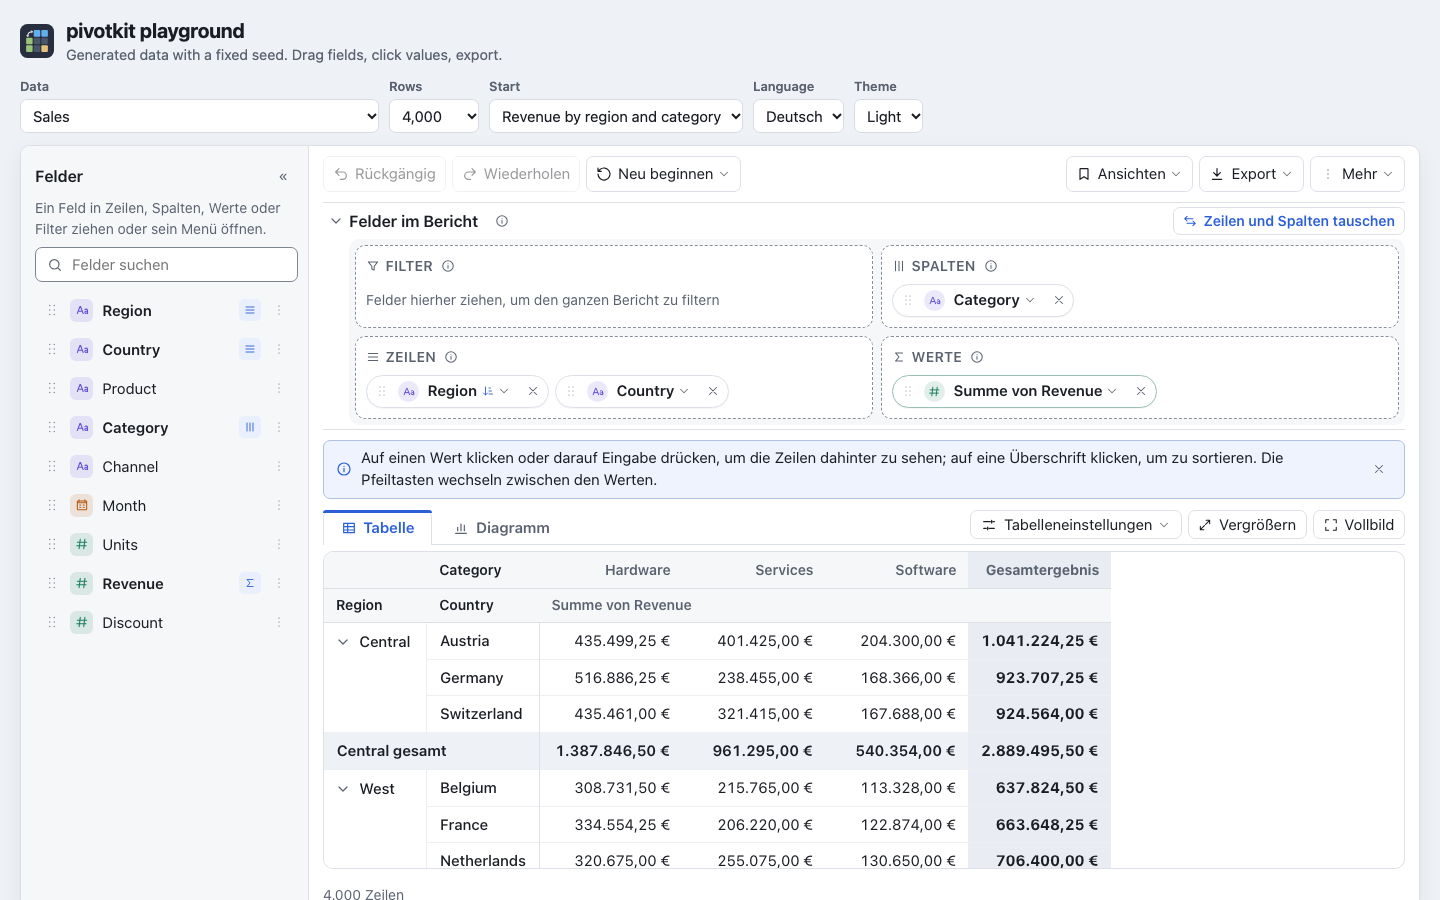 pivotkit playground
Generated data with a fixed seed. Drag fields, click values, export.
Data Rows Start Language Theme
Sales 4,000 Revenue by region and category Deutsch Light
Felder «
Ein Feld in Zeilen, Spalten, Werte oder
Filter ziehen oder sein Menü öffnen.
Felder suchen
Aa Region
Aa Country
Aa Product
Aa Category
Aa Channel
Month
# Units
# Revenue Σ
# Discount
Rückgängig Wiederholen Neu beginnen Ansichten Export Mehr
Felder im Bericht Zeilen und Spalten tauschen
FILTER
Felder hierher ziehen, um den ganzen Bericht zu filtern
SPALTEN
Aa Category
ZEILEN
Aa Region Aa Country
Σ WERTE
# Summe von Revenue
Auf einen Wert klicken oder darauf Eingabe drücken, um die Zeilen dahinter zu sehen; auf eine Überschrift klicken, um zu sortieren. Die
Pfeiltasten wechseln zwischen den Werten.
Tabelle Diagramm Tabelleneinstellungen Vergrößern Vollbild
Category Hardware Services Software Gesamtergebnis
Region Country Summe von Revenue
Central Austria 435.499,25 € 401.425,00 € 204.300,00 € 1.041.224,25 €
Germany 516.886,25 € 238.455,00 € 168.366,00 € 923.707,25 €
Switzerland 435.461,00 € 321.415,00 € 167.688,00 € 924.564,00 €
Central gesamt 1.387.846,50 € 961.295,00 € 540.354,00 € 2.889.495,50 €
West Belgium 308.731,50 € 215.765,00 € 113.328,00 € 637.824,50 €
France 334.554,25 € 206.220,00 € 122.874,00 € 663.648,25 €
Netherlands 320.675,00 € 255.075,00 € 130.650,00 € 706.400,00 €
4.000 Zeilen